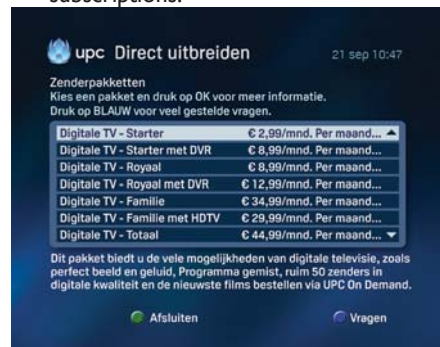 subscriptions.
upc Direct uitbreiden 21 sep 10:47
Zenderpakketten
Kies een pakket en druk op OK voor meer informatie.
Druk op BLAUW voor veel gestelde vragen.
Digitale TV - Starter € 2,99/mnd. Per maand...
Digitale TV - Starter met DVR € 8,99/mnd. Per maand...
Digitale TV - Royaal € 8,99/mnd. Per maand...
Digitale TV - Royaal met DVR € 12,99/mnd. Per maand...
Digitale TV - Familie € 34,99/mnd. Per maand...
Digitale TV - Familie met HDTV € 29,99/mnd. Per maand...
Digitale TV - Totaal € 44,99/mnd. Per maand...
Dit pakket biedt u de vele mogelijkheden van digitale televisie, zoals
perfect beeld en geluid, Programma gemist, ruim 50 zenders in
digitale kwaliteit en de nieuwste films bestellen via UPC On Demand.
Afsluiten Vragen